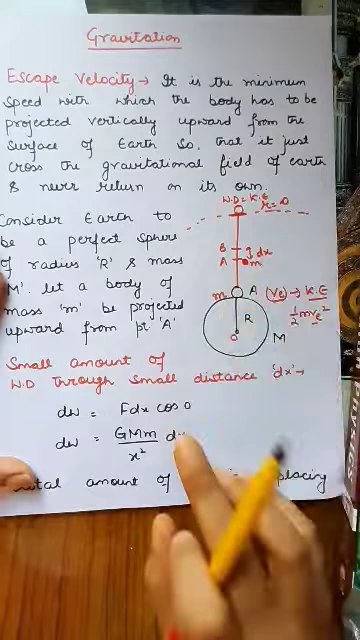 Gravitation
Escape Velocity → It is the minimum
speed with which the body has to be
projected vertically upward from the
surface of Earth so, that it just
cross the gravitational field of earth
& never return on its own.
W.D = K.E
Consider Earth to
be a perfect sphere
of radius 'R' & mass
'M'. let a body of
mass 'm' be projected
upward from pt. 'A'
B
A
dx
m
m
A
(Ve) → K.E
1/2 mve²
R
O
M
Small amount of
W.D through small distance 'dx' →
dw = Fdx cos 0
dw = GMm/x²
amount of
placing